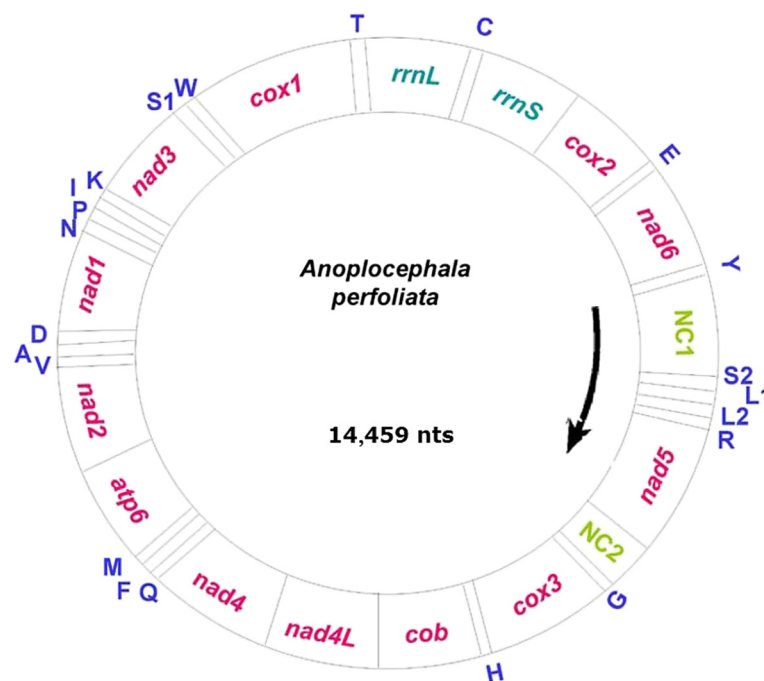 T
C
S1
W
cox1
rrnL
rrnS
cox2
E
nad3
nad6
I
K
P
N
Y
nad1
NC1
Anoplocephala
perfoliata
D
A
V
S2
L1
L2
R
nad2
14,459 nts
nad5
atp6
NC2
M
F
Q
nad4
nad4L
cob
cox3
G
H